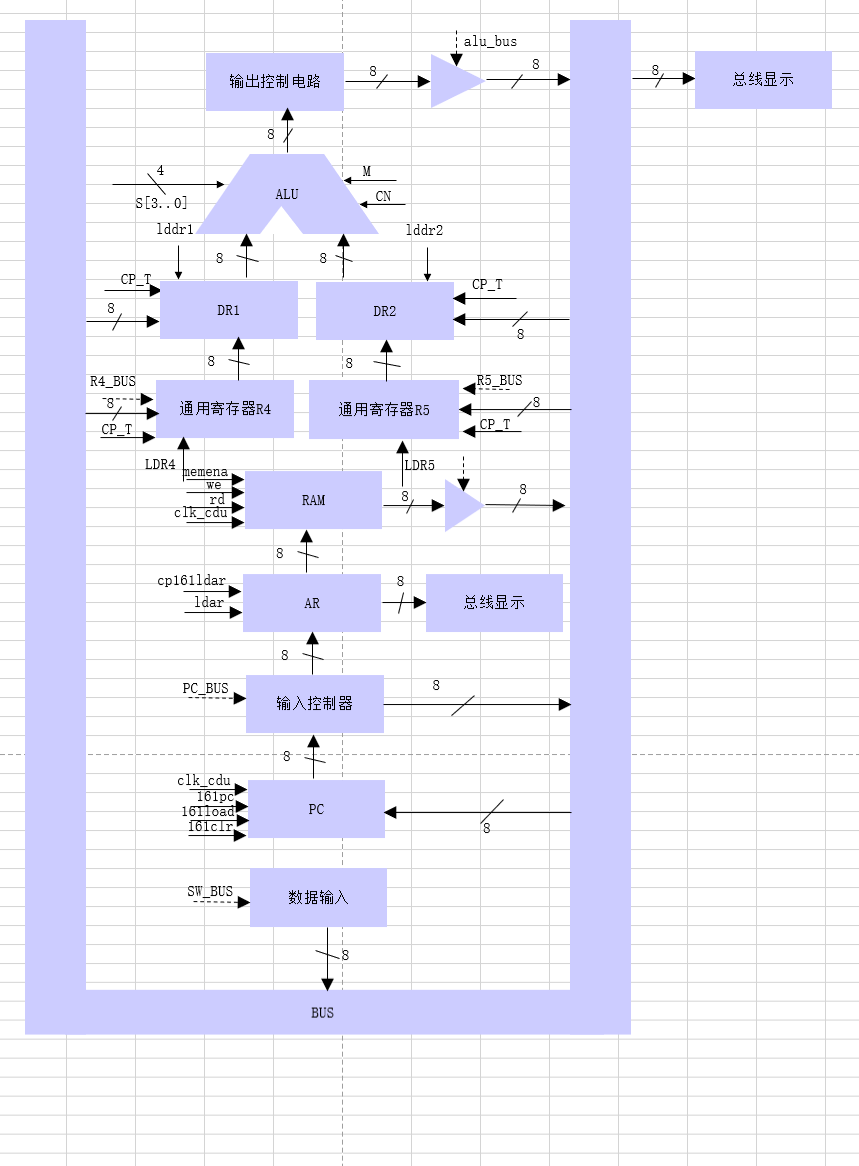 alu_bus
8
8
8
输出控制电路
总线显示
8
4
M
ALU
CN
S[3..0]
lddr1
lddr2
8
8
CP_T
CP_T
8
DR1
DR2
8
8
8
R4_BUS
R5_BUS
8
8
通用寄存器R4
通用寄存器R5
CP_T
CP_T
LDR4
LDR5
memena
we
rd
clk_cdu
RAM
8
8
8
cp161ldar
8
ldar
AR
总线显示
8
PC_BUS
8
输入控制器
8
clk_cdu
161pc
161load
161clr
PC
8
SW_BUS
数据输入
8
BUS